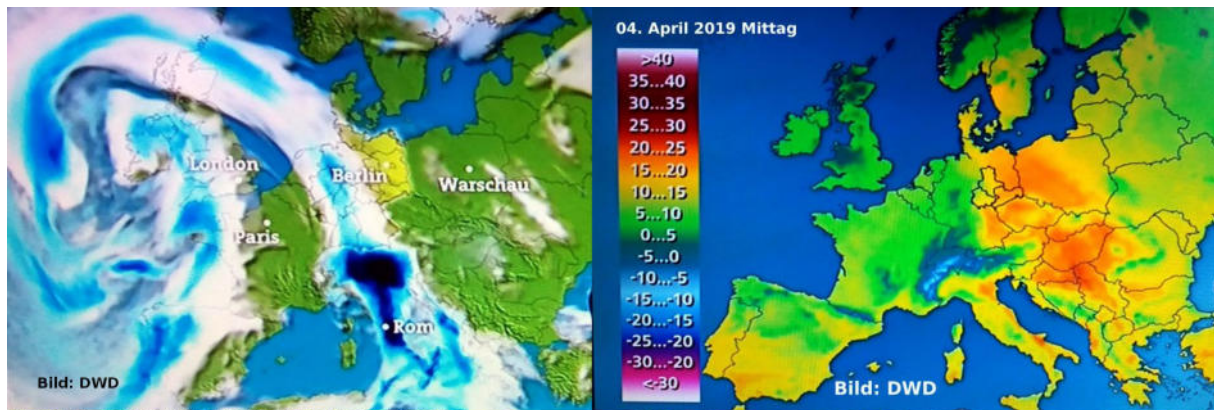 London
Berlin
Warschau
Paris
Rom
Bild: DWD
04. April 2019 Mittag
>40
35...40
30...35
25...30
20...25
15...20
10...15
5...10
0...5
-5...0
-10...-5
-15...-10
-20...-15
-25...-20
-30...-20
<-30
Bild: DWD